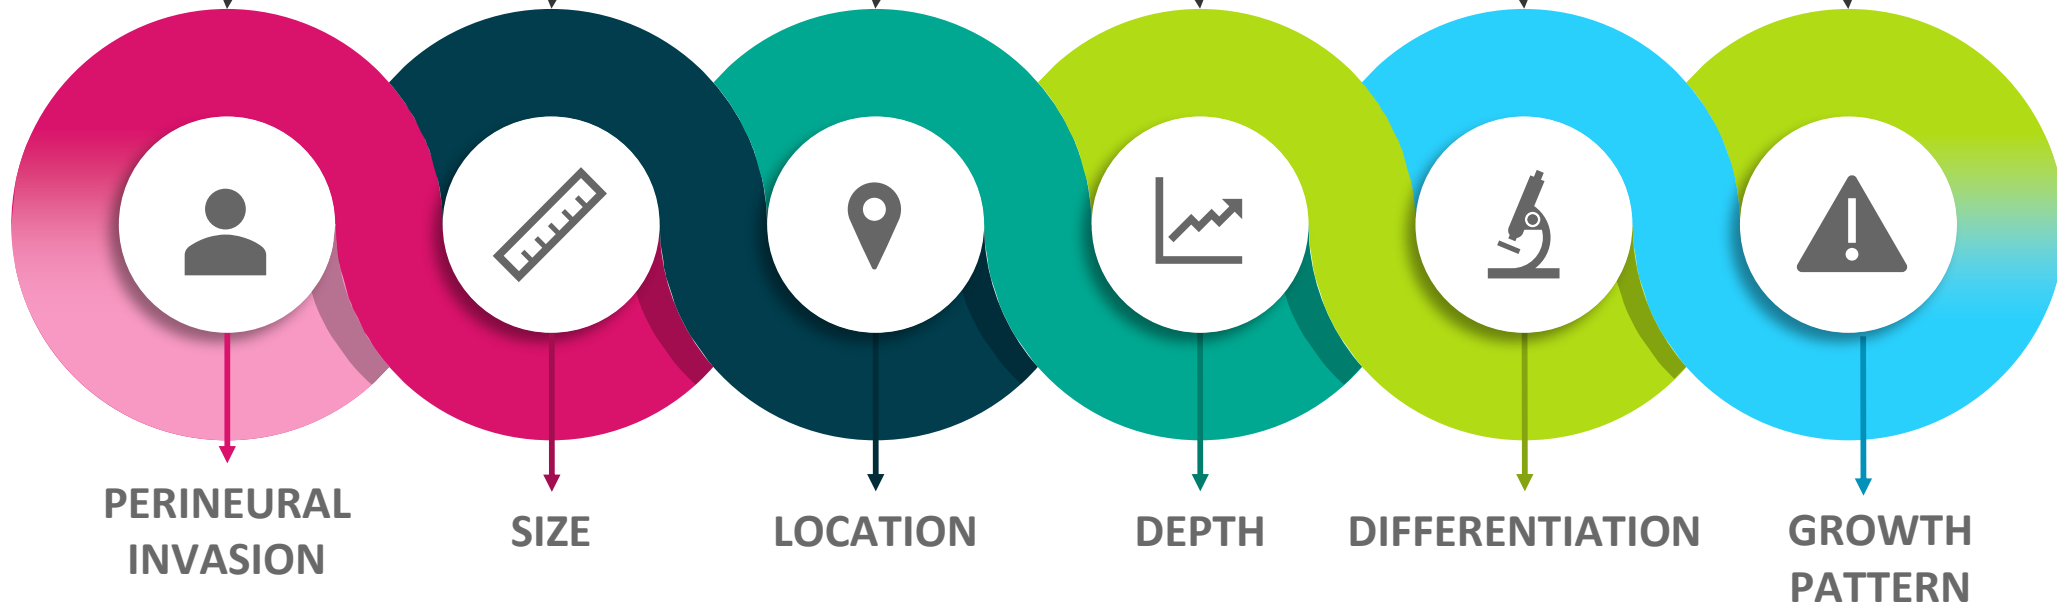 PERINEURAL
INVASION
SIZE
LOCATION
DEPTH
DIFFERENTIATION
GROWTH
PATTERN